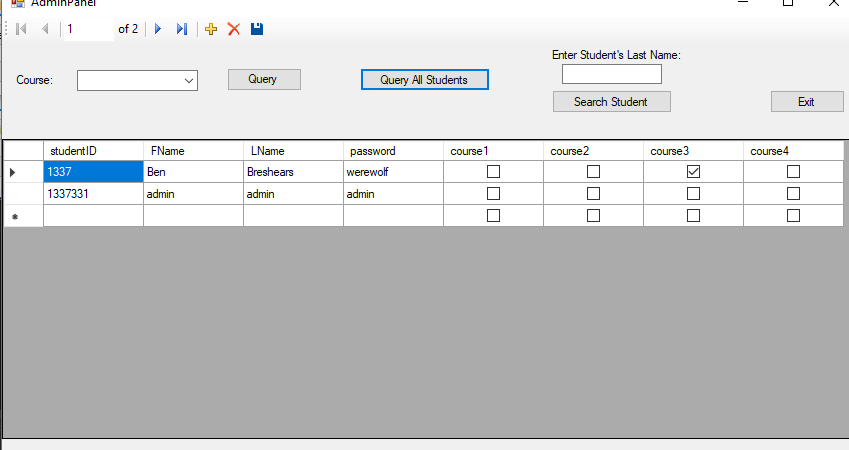 AdminPanel
1 of 2
Enter Student's Last Name:
Course: Query Query All Students
Search Student Exit
studentID FName LName password course1 course2 course3 course4
1337 Ben Breshears werewolf
1337331 admin admin admin